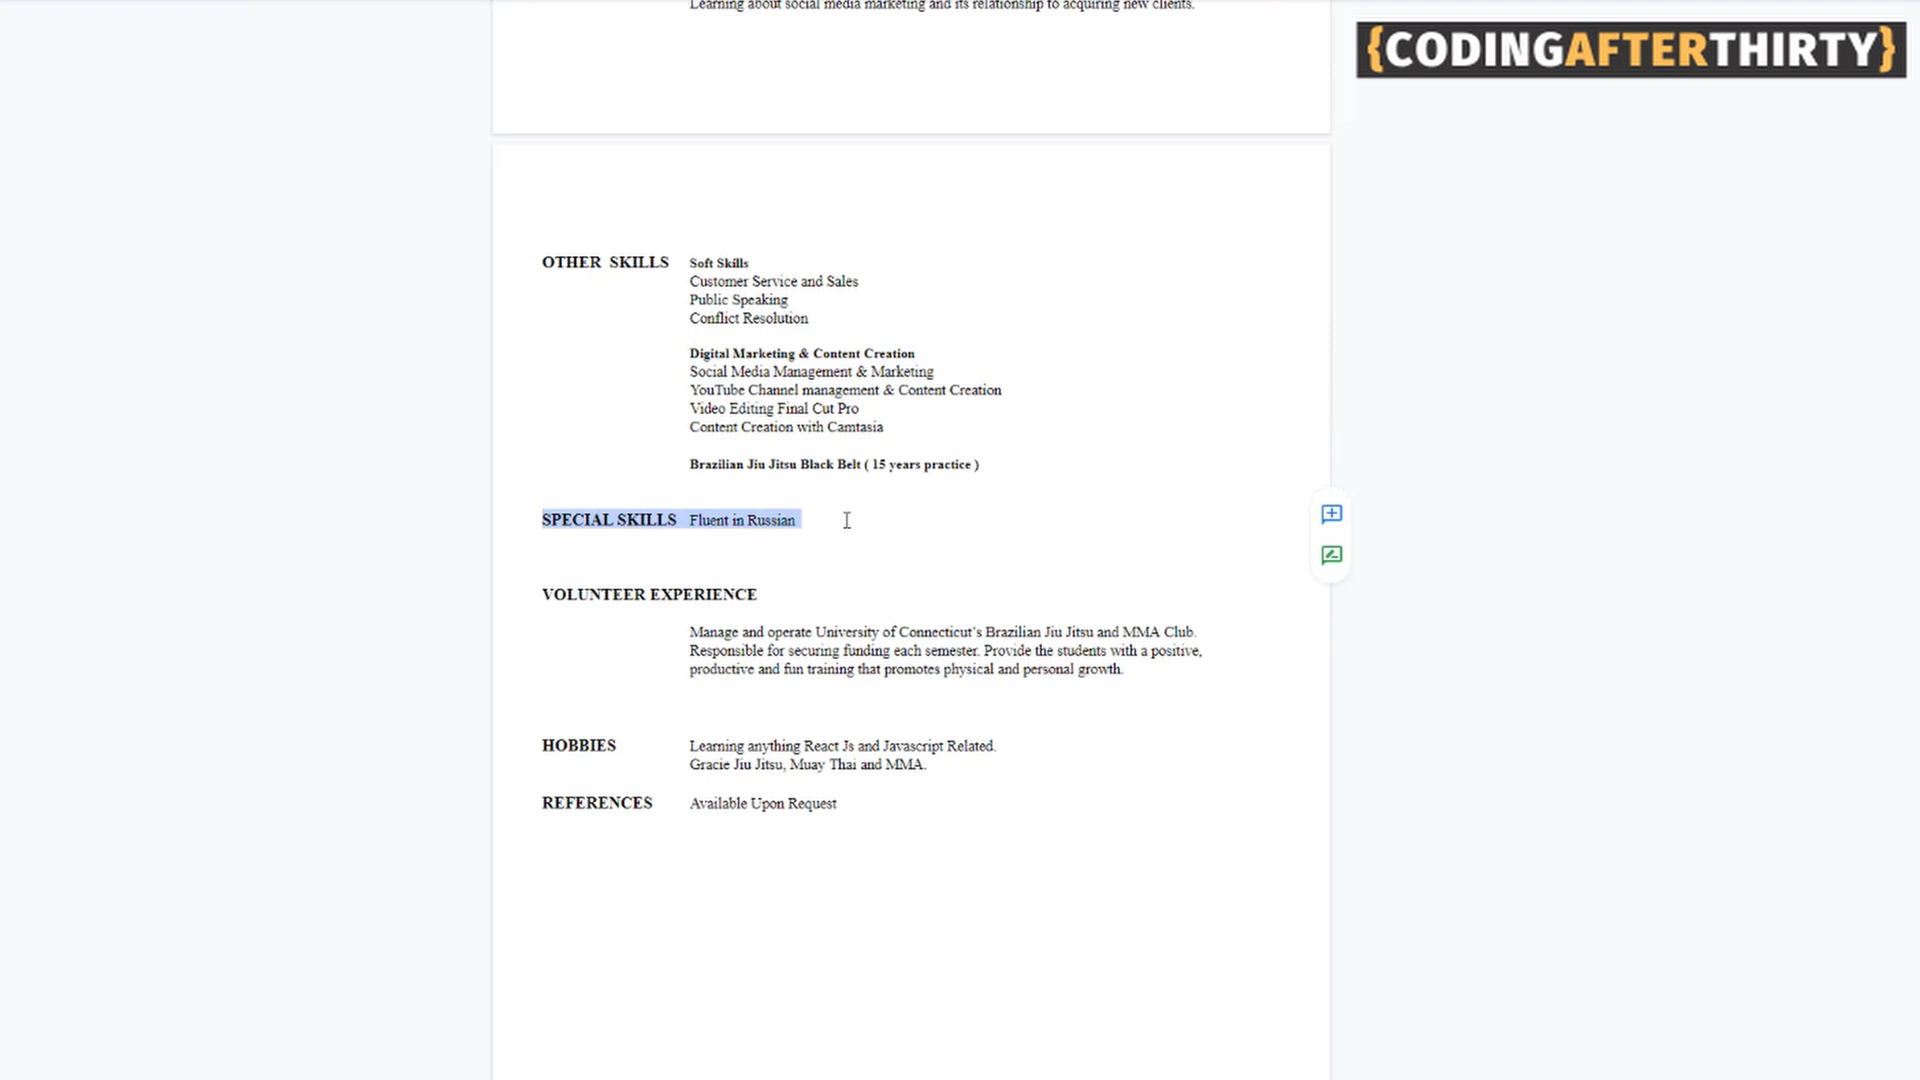 Learning about social media marketing and its relationship to acquiring new clients.
{CODINGAFTERTHIRTY}
OTHER SKILLS Soft Skills
Customer Service and Sales
Public Speaking
Conflict Resolution
Digital Marketing & Content Creation
Social Media Management & Marketing
YouTube Channel management & Content Creation
Video Editing Final Cut Pro
Content Creation with Camtasia
Brazilian Jiu Jitsu Black Belt ( 15 years practice )
SPECIAL SKILLS Fluent in Russian
VOLUNTEER EXPERIENCE
Manage and operate University of Connecticut's Brazilian Jiu Jitsu and MMA Club.
Responsible for securing funding each semester. Provide the students with a positive,
productive and fun training that promotes physical and personal growth.
HOBBIES Learning anything React Js and Javascript Related.
Gracie Jiu Jitsu, Muay Thai and MMA.
REFERENCES Available Upon Request